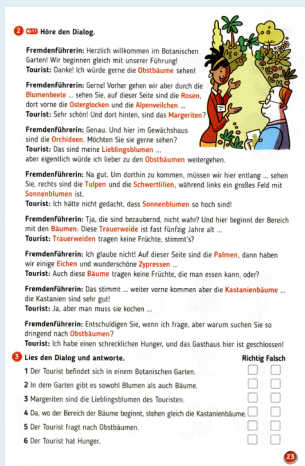 2 Höre den Dialog.
Fremdenführerin: Herzlich willkommen im Botanischen
Garten! Wir beginnen gleich mit unserer Führung!
Tourist: Danke! Ich würde gerne die Obstbäume sehen!
Fremdenführerin: Gerne! Vorher gehen wir aber durch die
Blumenbeete ... sehen Sie, auf dieser Seite sind die Rosen,
dort vorne die Osterglocken und die Alpenveilchen ...
Tourist: Sehr schön! Und dort hinten, sind das Margeriten?
Fremdenführerin: Genau. Und hier im Gewächshaus
sind die Orchideen. Möchten Sie sie gerne sehen?
Tourist: Das sind meine Lieblingsblumen ...
aber eigentlich würde ich lieber zu den Obstbäumen weitergehen.
Fremdenführerin: Na gut. Um dorthin zu kommen, müssen wir hier entlang ... sehen
Sie, rechts sind die Tulpen und die Schwertlilien, während links ein großes Feld mit
Sonnenblumen ist.
Tourist: Ich hätte nicht gedacht, dass Sonnenblumen so hoch sind!
Fremdenführerin: Tja, die sind bezaubernd, nicht wahr? Und hier beginnt der Bereich
mit den Bäumen: Diese Trauerweide ist fast fünfzig Jahre alt ...
Tourist: Trauerweiden tragen keine Früchte, stimmt's?
Fremdenführerin: Ich glaube nicht! Auf dieser Seite sind die Palmen, dann haben
wir einige Eichen und wunderschöne Zypressen ...
Tourist: Auch diese Bäume tragen keine Früchte, die man essen kann, oder?
Fremdenführerin: Das stimmt ... weiter vorne kommen aber die Kastanienbäume ...
die Kastanien sind sehr gut!
Tourist: Ja, aber man muss sie kochen ...
Fremdenführerin: Entschuldigen Sie, wenn ich frage, aber warum suchen Sie so
dringend nach Obstbäumen?
Tourist: Ich habe einen schrecklichen Hunger, und das Gasthaus hier ist geschlossen!
3 Lies den Dialog und antworte. Richtig Falsch
1 Der Tourist befindet sich in einem Botanischen Garten.
2 In dem Garten gibt es sowohl Blumen als auch Bäume.
3 Margeriten sind die Lieblingsblumen des Touristen.
4 Da, wo der Bereich der Bäume beginnt, stehen gleich die Kastanienbäume.
5 Der Tourist fragt nach Obstbäumen.
6 Der Tourist hat Hunger.
23